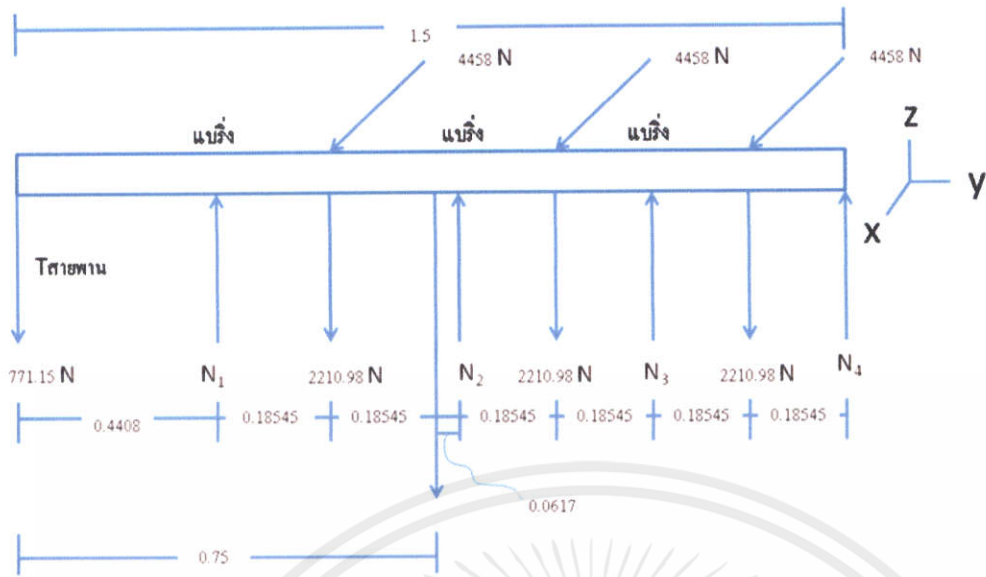 1.5
4458 N 4458 N 4458 N
แบริ่ง แบริ่ง แบริ่ง
Z
y
X
Tสายพาน
771.15 N N1 2210.98 N N2 2210.98 N N3 2210.98 N N4
0.4408 0.18545 0.18545 0.18545 0.18545 0.18545 0.18545
0.0617
0.75